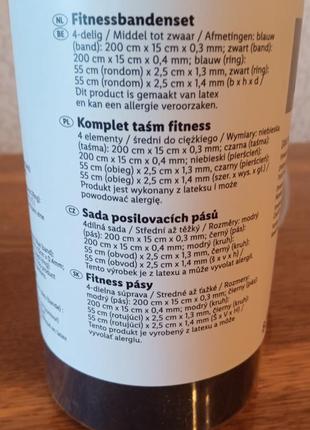 NL Fitnessbandenset
BE 4-delig / Middel tot zwaar / Afmetingen: blauw
(band): 200 cm x 15 cm x 0,3 mm; zwart (band):
200 cm x 15 cm x 0,4 mm; blauw (ring):
55 cm (rondom) x 2,5 cm x 1,3 mm, zwart (ring):
55 cm (rondom) x 2,5 cm x 1,4 mm (b x h x d)
Dit product is gemaakt van latex
en kan een allergie veroorzaken.
PL Komplet taśm fitness
4 elementy / średni do ciężkiego / Wymiary: niebieska
(taśma): 200 cm x 15 cm x 0,3 mm; czarna (taśma):
200 cm x 15 cm x 0,4 mm; niebieski (pierścień):
55 cm (obieg) x 2,5 cm x 1,3 mm, czarny (pierścień):
55 cm (obieg) x 2,5 cm x 1,4 mm (szer. x wys. x gł.) /
Produkt jest wykonany z lateksu i może
powodować alergię.
CZ Sada posilovacích pásů
4dílná sada / Střední až těžký / Rozměry: modrý
(pás): 200 cm x 15 cm x 0,3 mm; černý (pás):
200 cm x 15 cm x 0,4 mm; modrý (kruh):
55 cm (obvod) x 2,5 cm x 1,3 mm, černý (kruh):
55 cm (obvod) x 2,5 cm x 1,4 mm (š x v x h) /
Tento výrobek je z latexu a může vyvolat alergii.
SK Fitness pásy
4-dielna súprava / Stredné až ťažké / Rozmery:
modrý (pás): 200 cm x 15 cm x 0,3 mm; čierny (pás):
200 cm x 15 cm x 0,4 mm; modrý (kruh):
55 cm (rotujúci) x 2,5 cm x 1,3 mm, čierny (kruh):
55 cm (rotujúci) x 2,5 cm x 1,4 mm (Š x V x H) /
Tento produkt je vyrobený z latexu a môže
vyvolať alergiu.